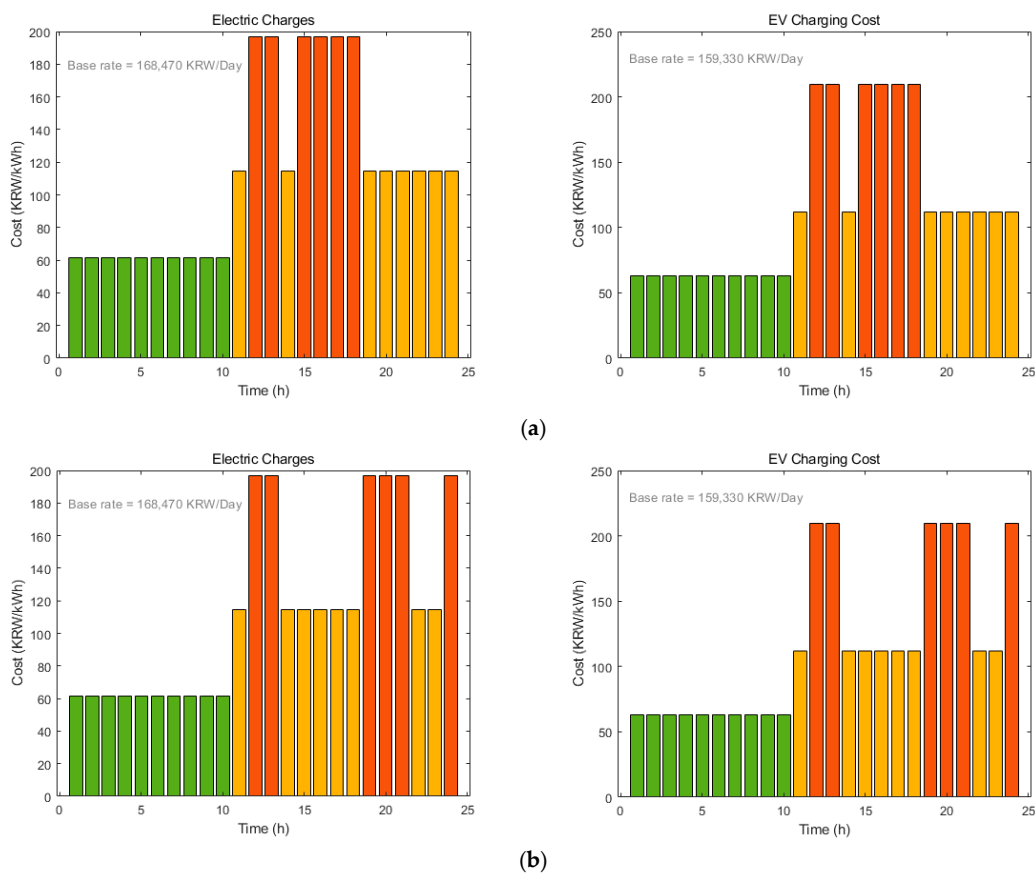 Electric Charges
Base rate = 168,470 KRW/Day
Cost (KRW/kWh)
200
180
160
140
120
100
80
60
40
20
0
0 5 10 15 20 25
Time (h)
EV Charging Cost
Base rate = 159,330 KRW/Day
Cost (KRW/kWh)
250
200
150
100
50
0
0 5 10 15 20 25
Time (h)
(a)
Electric Charges
Base rate = 168,470 KRW/Day
Cost (KRW/kWh)
200
180
160
140
120
100
80
60
40
20
0
0 5 10 15 20 25
Time (h)
EV Charging Cost
Base rate = 159,330 KRW/Day
Cost (KRW/kWh)
250
200
150
100
50
0
0 5 10 15 20 25
Time (h)
(b)